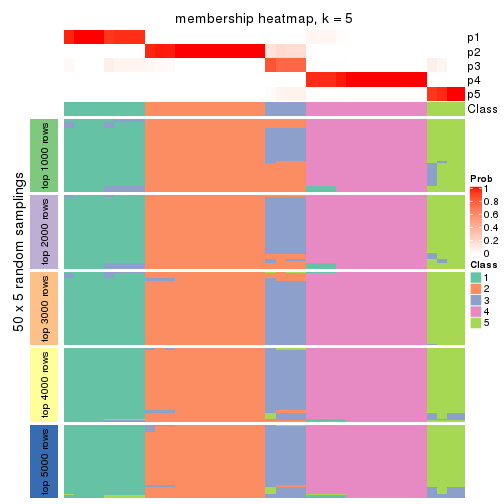 membership heatmap, k = 5
p1
p2
p3
p4
p5
Class
50 x 5 random samplings
top 1000 rows
top 2000 rows
top 3000 rows
top 4000 rows
top 5000 rows
Prob
1
0.8
0.6
0.4
0.2
0
Class
1
2
3
4
5